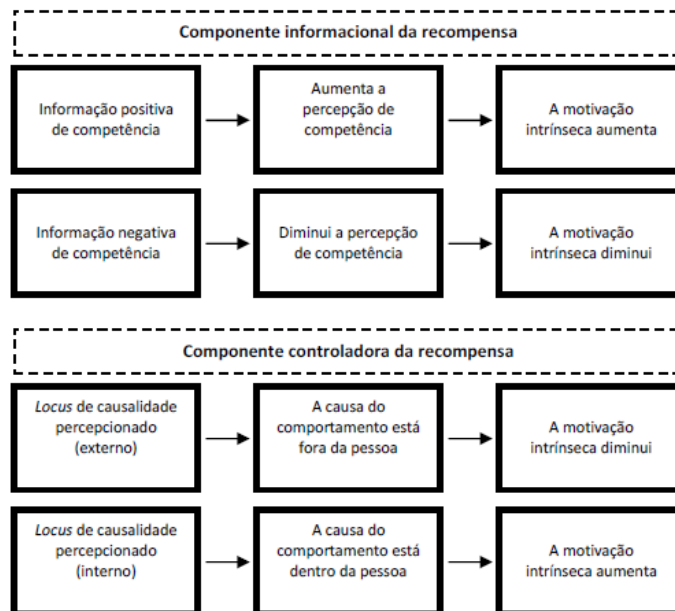 Componente informacional da recompensa
Informação positiva
de competência
Aumenta a
percepção de
competência
A motivação
intrínseca aumenta
Informação negativa
de competência
Diminui a percepção
de competência
A motivação
intrínseca diminui
Componente controladora da recompensa
Locus de causalidade
percepcionado
(externo)
A causa do
comportamento está
fora da pessoa
A motivação
intrínseca diminui
Locus de causalidade
percepcionado
(interno)
A causa do
comportamento está
dentro da pessoa
A motivação
intrínseca aumenta